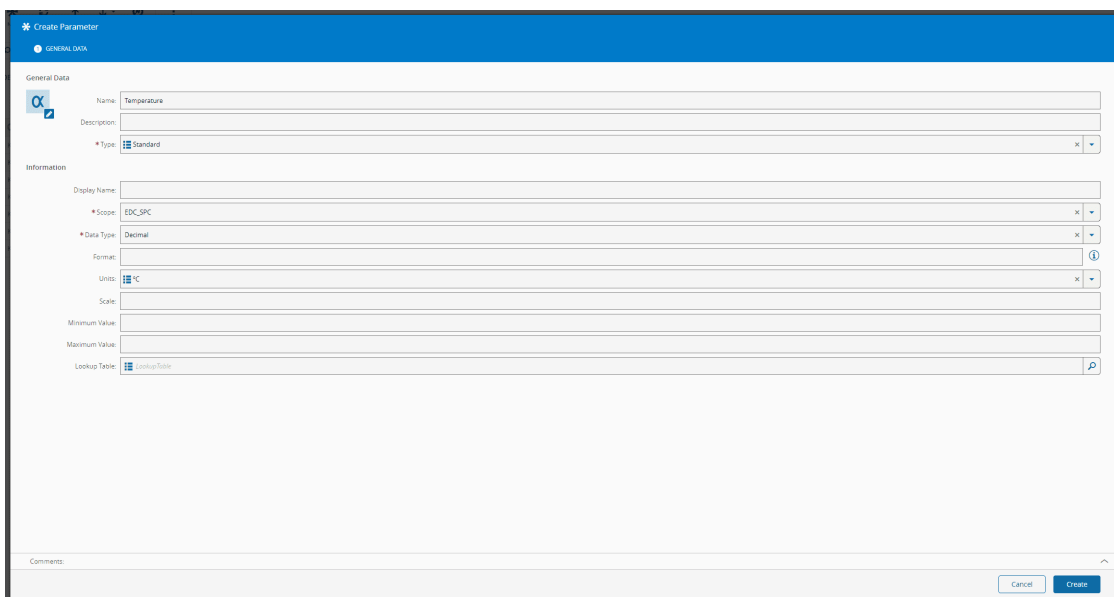 Create Parameter
1 GENERAL DATA
General Data
α
Name: Temperature
Description:
* Type: Standard
Information
Display Name:
* Scope: EDC_SPC
* Data Type: Decimal
Format:
Units: °C
Scale:
Minimum Value:
Maximum Value:
Lookup Table: LookupTable
Comments:
Cancel Create